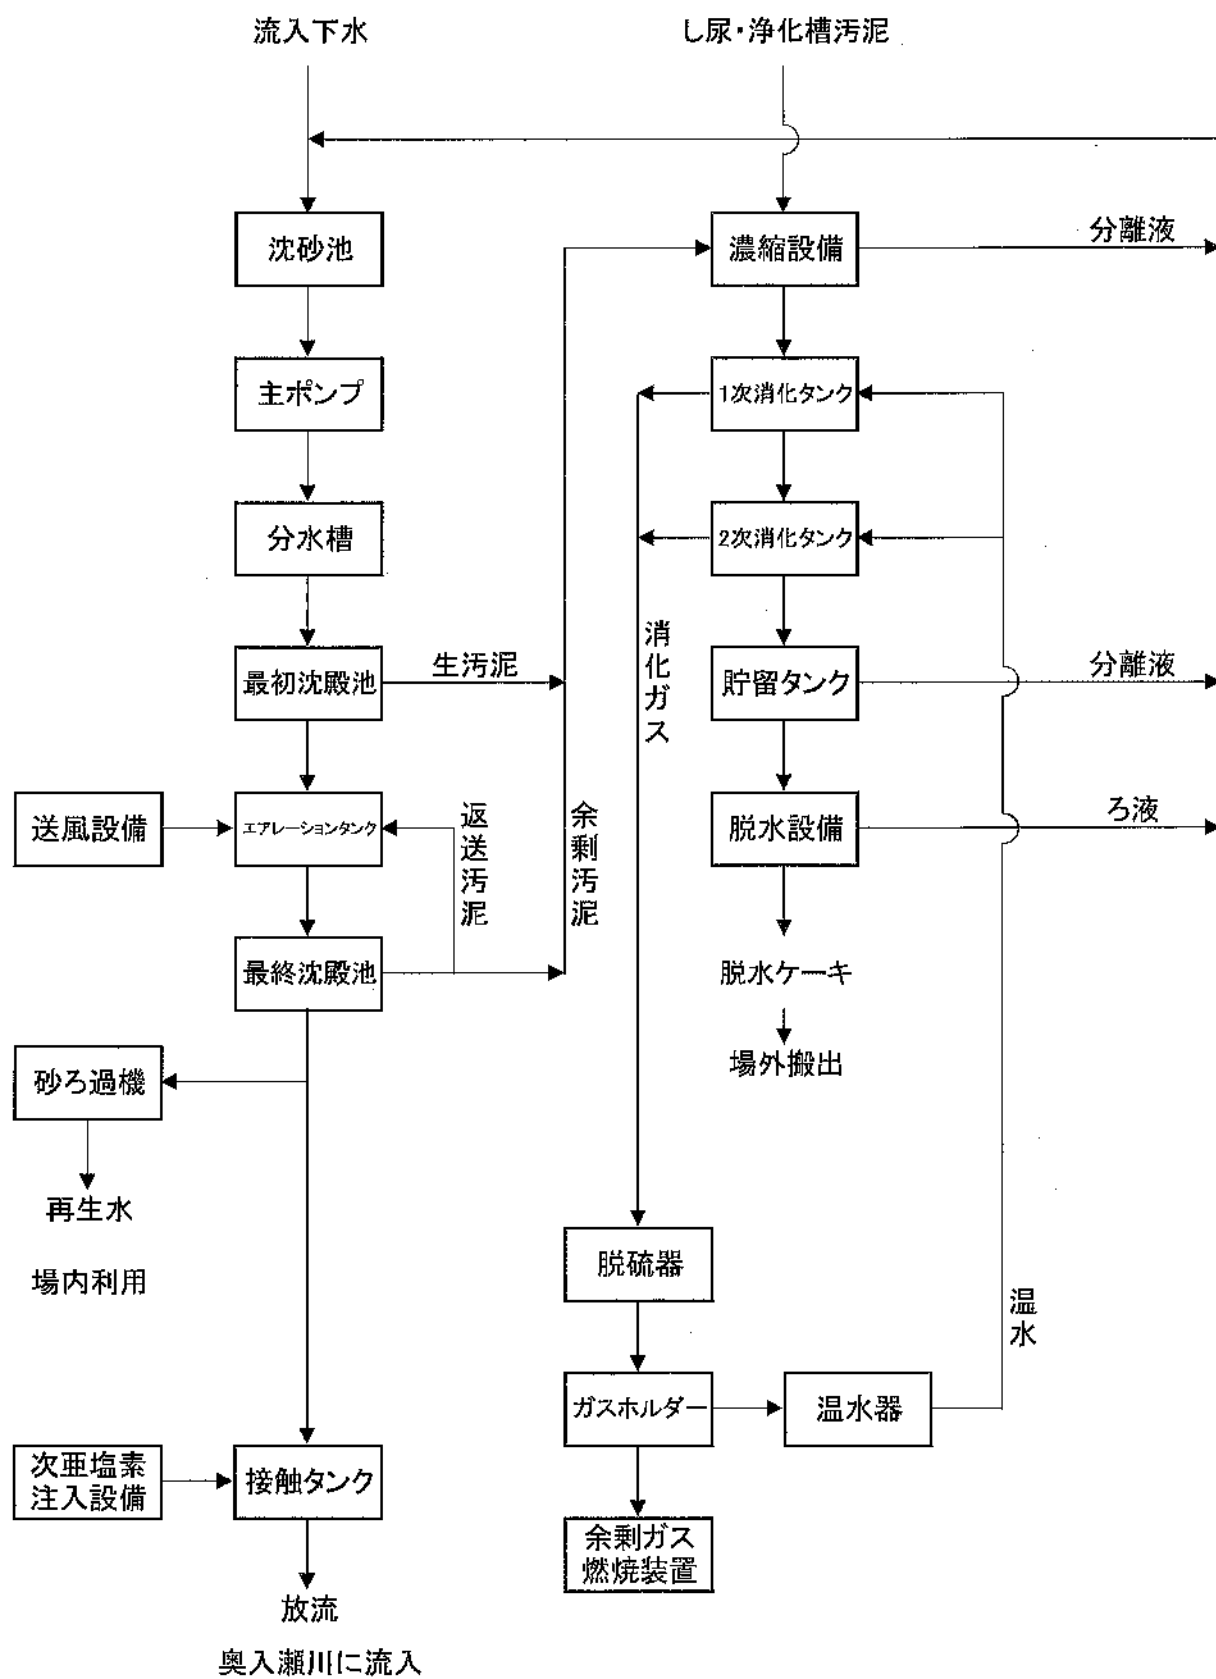 流入下水
し尿・浄化槽汚泥
沈砂池
濃縮設備
分離液
主ポンプ
1次消化タンク
分水槽
2次消化タンク
最初沈殿池
生汚泥
消化ガス
貯留タンク
分離液
送風設備
エアレーションタンク
返送汚泥
余剰汚泥
脱水設備
ろ液
最終沈殿池
脱水ケーキ
場外搬出
砂ろ過機
再生水
場内利用
脱硫器
温水
ガスホルダー
温水器
次亜塩素
注入設備
接触タンク
余剰ガス
燃焼装置
放流
奥入瀬川に流入